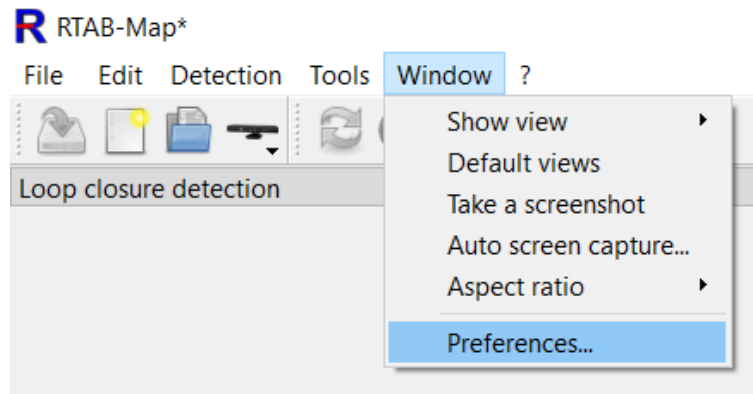 RTAB-Map*
File Edit Detection Tools Window ?
Loop closure detection
Show view
Default views
Take a screenshot
Auto screen capture...
Aspect ratio
Preferences...